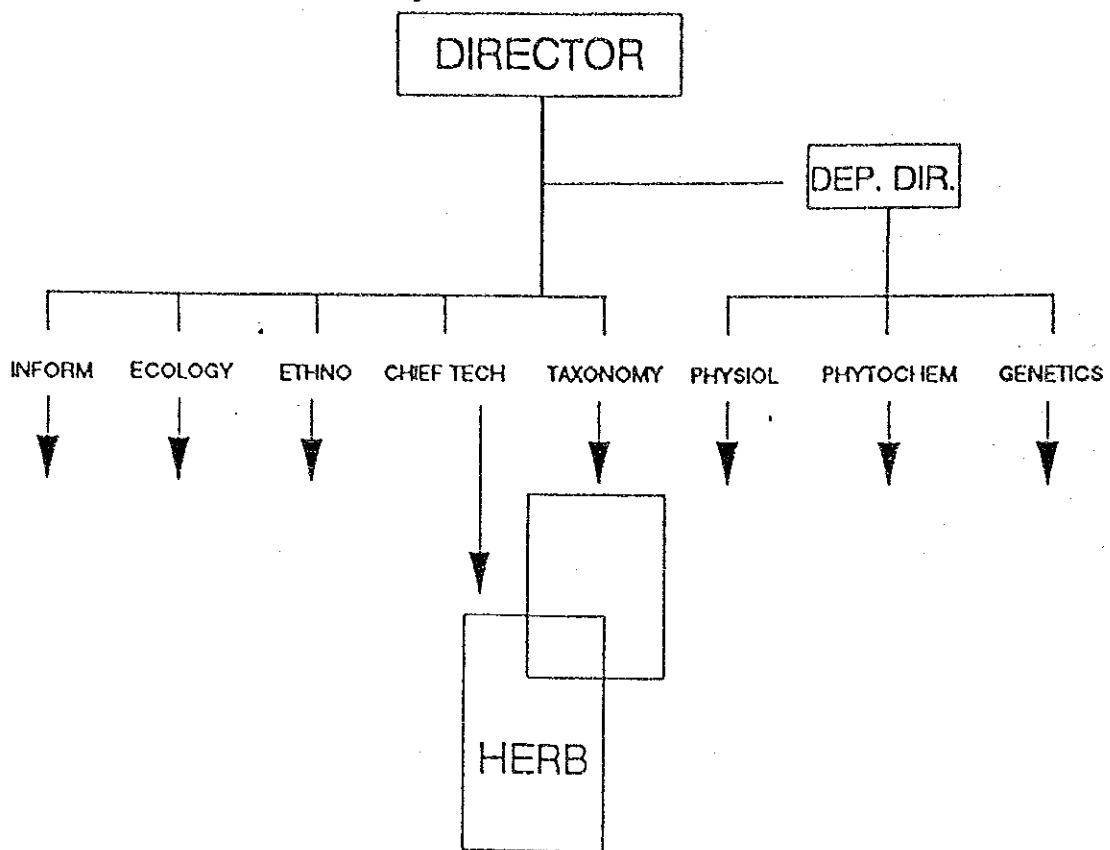 DIRECTOR
DEP. DIR.
INFORM ECOLOGY ETHNO CHIEF TECH TAXONOMY PHYSIOL PHYTOCHEM GENETICS
HERB